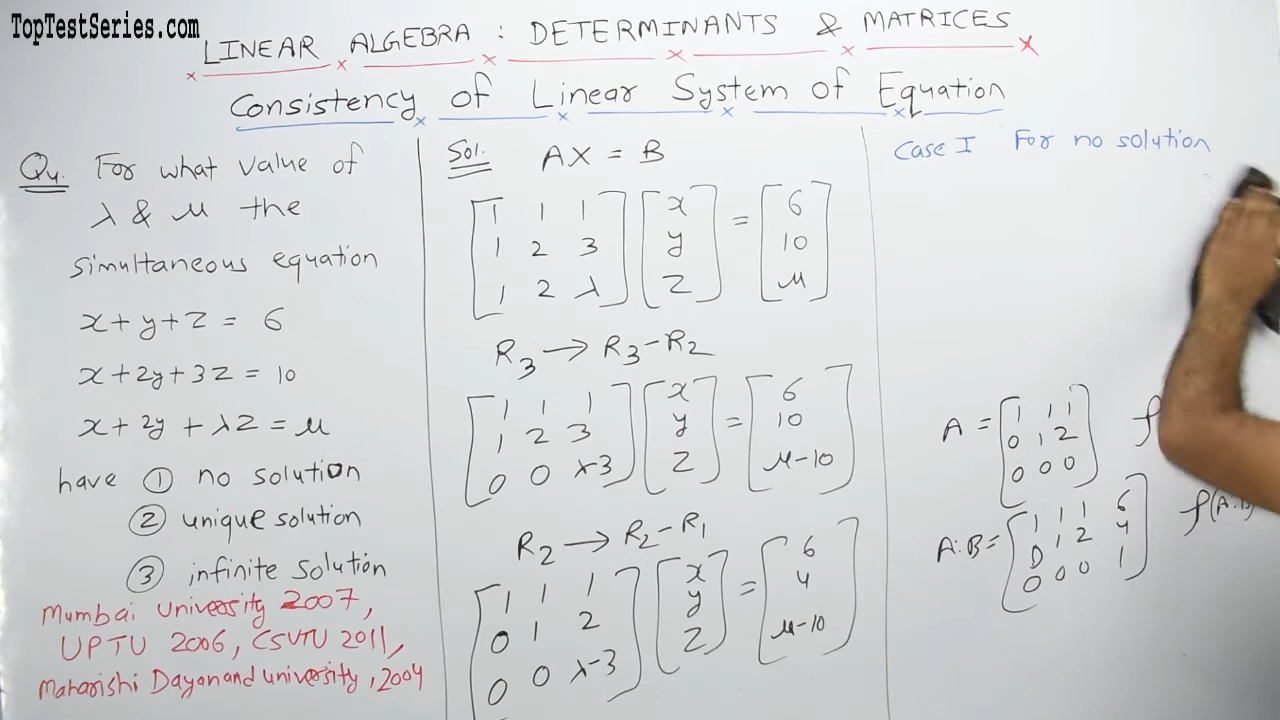 TopTestSeries.com
LINEAR ALGEBRA : DETERMINANTS & MATRICES
Consistency of Linear System of Equation
Q4. For what value of
λ & μ the
simultaneous equation
x + y + z = 6
x + 2y + 3z = 10
x + 2y + λz = μ
have ① no solution
② unique solution
③ infinite solution
Mumbai University 2007,
UPTU 2006, CSVTU 2011,
Maharishi Dayanand university, 2004
Sol. AX = B
[1 1 1] [x] = [6]
[1 2 3] [y] [10]
[1 2 λ] [z] [μ]
R3 → R3-R2
[1 1 1] [x] = [6]
[1 2 3] [y] [10]
[0 0 λ-3] [z] [μ-10]
R2 → R2-R1
[1 1 1] [x] = [6]
[0 1 2] [y] [4]
[0 0 λ-3] [z] [μ-10]
Case I For no solution
A = [1 1 1] ρ
[0 1 2]
[0 0 0]
A:B = [1 1 1 6] ρ(A:B)
[0 1 2 4]
[0 0 0 1]